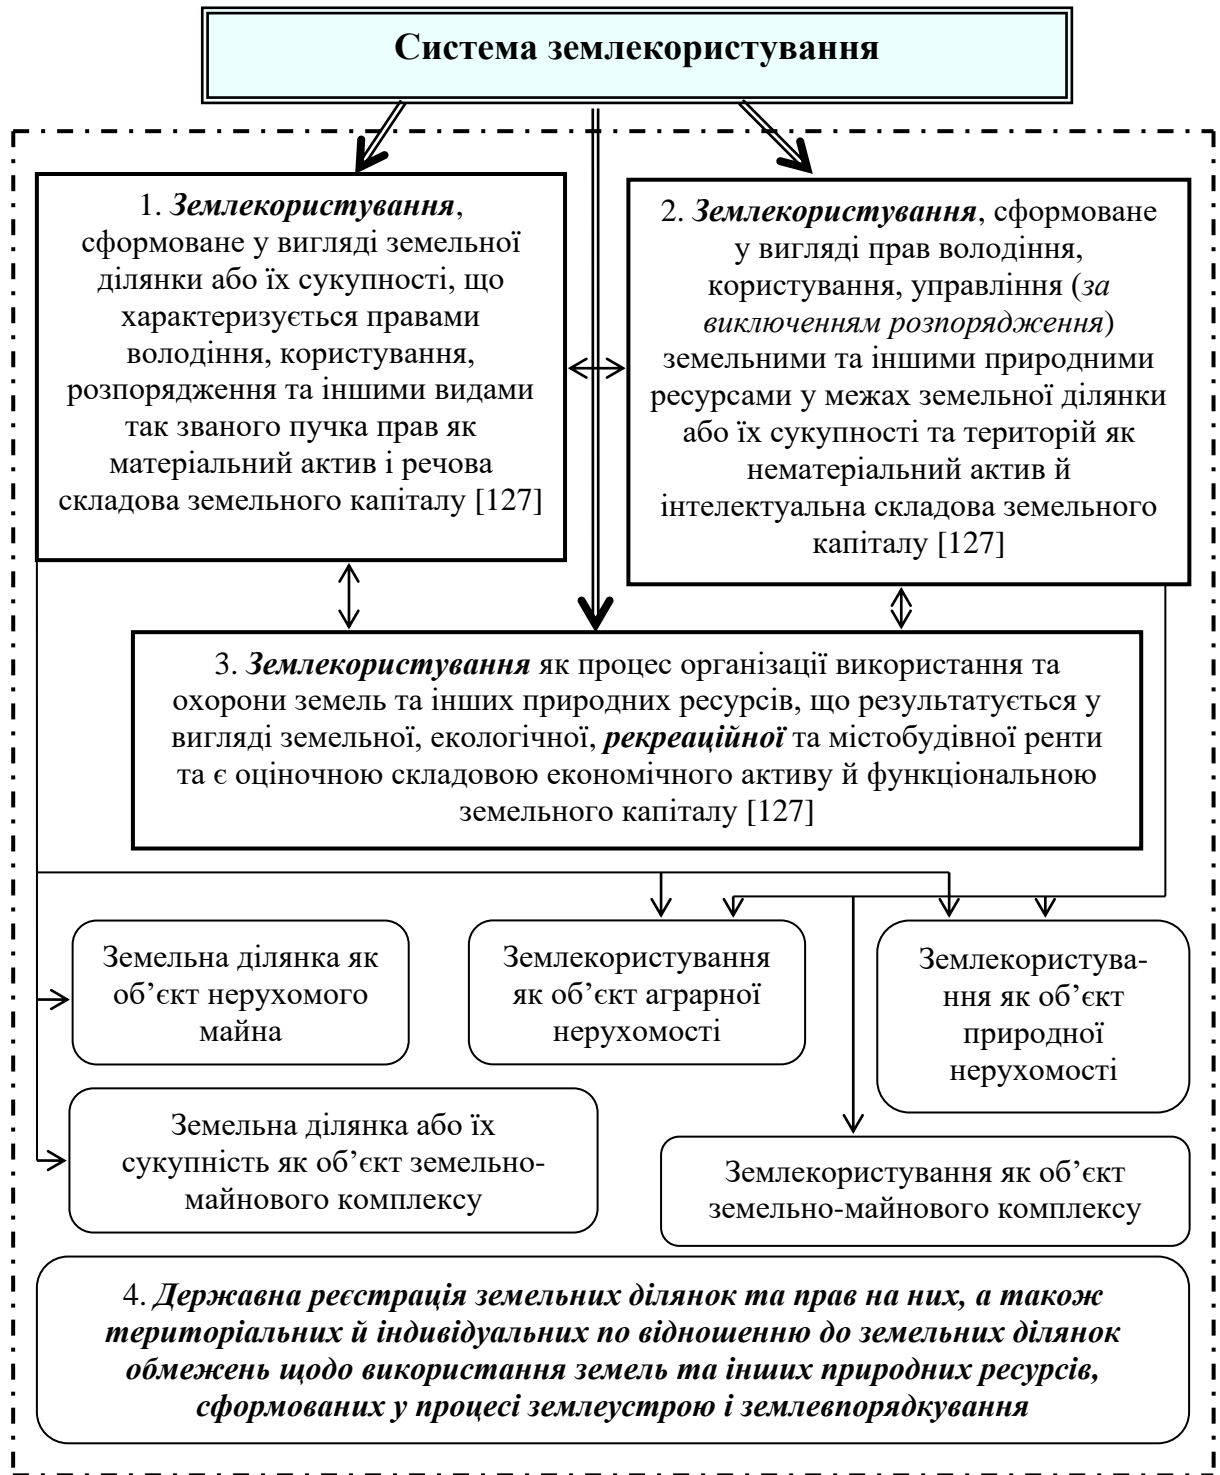 Система землекористування
1. Землекористування,
сформоване у вигляді земельної
ділянки або їх сукупності, що
характеризується правами
володіння, користування,
розпорядження та іншими видами
так званого пучка прав як
матеріальний актив і речова
складова земельного капіталу [127]
2. Землекористування, сформоване
у вигляді прав володіння,
користування, управління (за
виключенням розпорядження)
земельними та іншими природними
ресурсами у межах земельної ділянки
або їх сукупності та територій як
нематеріальний актив й
інтелектуальна складова земельного
капіталу [127]
3. Землекористування як процес організації використання та
охорони земель та інших природних ресурсів, що результатується у
вигляді земельної, екологічної, рекреаційної та містобудівної ренти
та є оціночною складовою економічного активу й функціональною
земельного капіталу [127]
Земельна ділянка як
об’єкт нерухомого
майна
Землекористування
як об’єкт аграрної
нерухомості
Землекористува-
ння як об’єкт
природної
нерухомості
Земельна ділянка або їх
сукупність як об’єкт земельно-
майнового комплексу
Землекористування як об’єкт
земельно-майнового комплексу
4. Державна реєстрація земельних ділянок та прав на них, а також
територіальних й індивідуальних по відношенню до земельних ділянок
обмежень щодо використання земель та інших природних ресурсів,
сформованих у процесі землеустрою і землевпорядкування